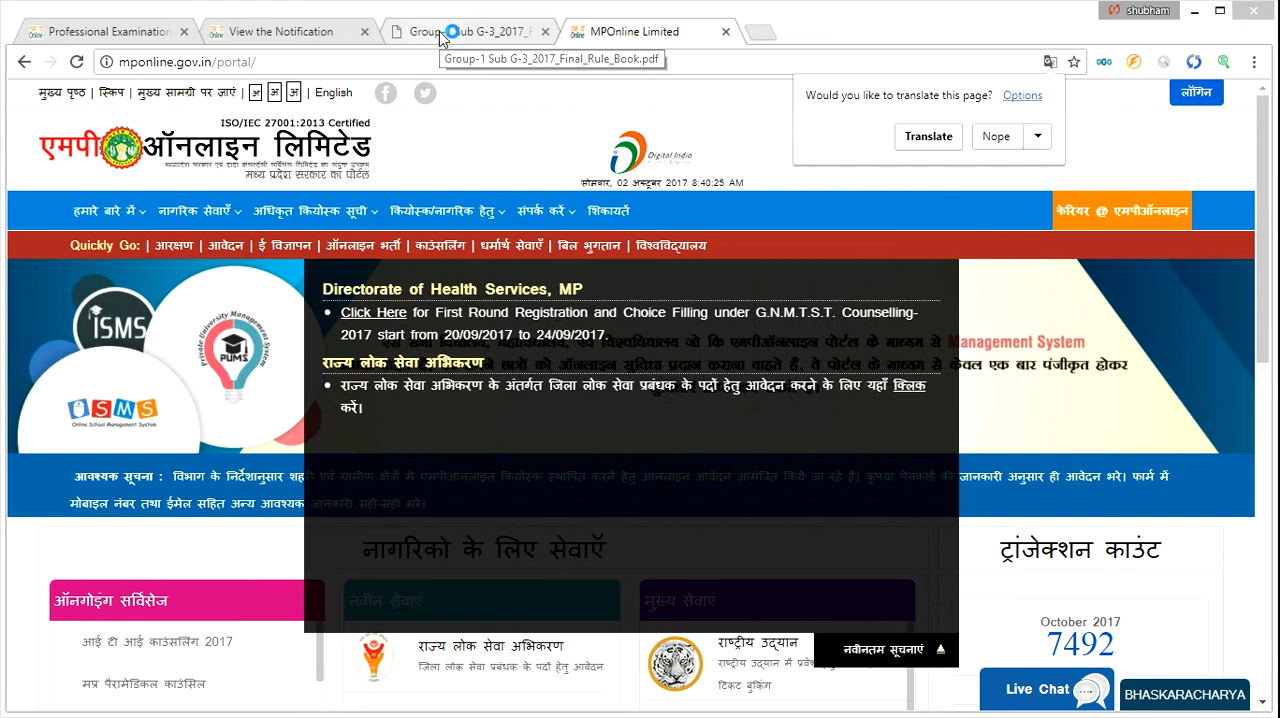 shubham
Professional Examination
View the Notification
Group- Sub G-3_2017_F
MPOnline Limited
mponline.gov.in/portal/
Group-1 Sub G-3_2017_Final_Rule_Book.pdf
मुख्य पृष्ठ | स्किप | मुख्य सामग्री पर जाएं | अ अ अ | English
Would you like to translate this page? Options
Translate
Nope
लॉगिन
ISO/IEC 27001:2013 Certified
एमपी ऑनलाइन लिमिटेड
मध्य प्रदेश सरकार का पोर्टल
Digital India
सोमवार, 02 अक्टूबर 2017 8:40:25 AM
हमारे बारे में
नागरिक सेवाएँ
अधिकृत कियोस्क सूची
कियोस्क/नागरिक हेतु
संपर्क करें
शिकायतें
केरियर @ एमपीऑनलाइन
Quickly Go: | आरक्षण | आवेदन | ई विज्ञापन | ऑनलाइन भर्ती | काउंसलिंग | धर्मार्थ सेवाएँ | बिल भुगतान | विश्वविद्यालय
Directorate of Health Services, MP
Click Here for First Round Registration and Choice Filling under G.N.M.T.S.T. Counselling-
2017 start from 20/09/2017 to 24/09/2017.
Management System
राज्य लोक सेवा अभिकरण
केवल एक बार पंजीकृत होकर
राज्य लोक सेवा अभिकरण के अंतर्गत जिला लोक सेवा प्रबंधक के पदों हेतु आवेदन करने के लिए यहाँ क्लिक
करें।
iSMS
Private University Management System
PUMS
OSMS
Online School Management System
आवश्यक सूचना : विभाग के निर्देशानुसार शहरी एवं ग्रामीण क्षेत्रों में एमपीऑनलाइन कियोस्क स्थापित करने हेतु ऑनलाइन आवेदन आमंत्रित किये जा रहे हैं। कृपया पेनकार्ड की जानकारी अनुसार ही आवेदन भरे। फार्म में
मोबाइल नंबर तथा ईमेल सहित अन्य आवश्यक जानकारी सही-सही भरें।
नागरिको के लिए सेवाएँ
ट्रांजेक्शन काउंट
ऑनगोइंग सर्विसेज
नवीन सेवाएं
मुख्य सेवाएं
आई टी आई काउंसलिंग 2017
मप्र पैरामेडिकल काउंसिल
राज्य लोक सेवा अभिकरण
जिला लोक सेवा प्रबंधक हेतु आवेदन
राष्ट्रीय उद्यान
राष्ट्रीय उद्यान में
टिकट बुकिंग
नवीनतम सूचनाएं
October 2017
7492
Live Chat
BHASKARACHARYA